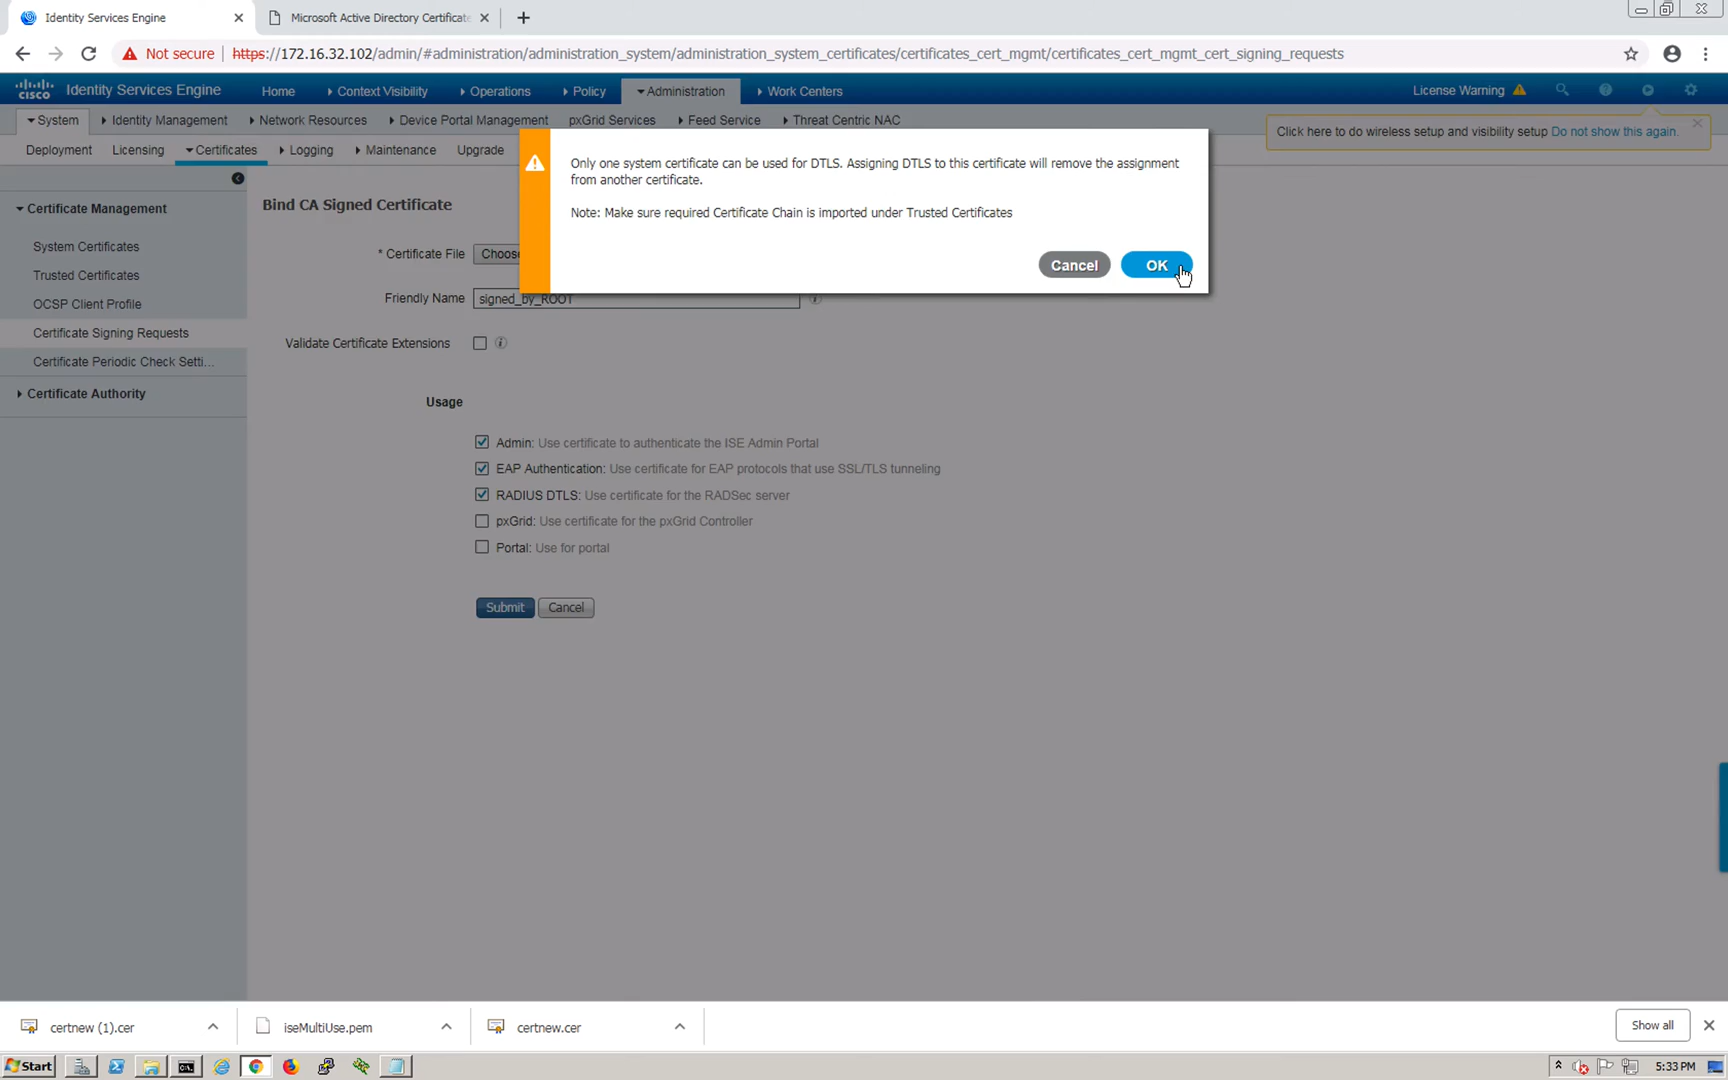 Identity Services Engine
Microsoft Active Directory Certificate
Not secure https://172.16.32.102/admin/#administration/administration_system/administration_system_certificates/certificates_cert_mgmt/certificates_cert_mgmt_cert_signing_requests
cisco Identity Services Engine Home Context Visibility Operations Policy Administration Work Centers License Warning
System Identity Management Network Resources Device Portal Management pxGrid Services Feed Service Threat Centric NAC
Click here to do wireless setup and visibility setup Do not show this again.
Deployment Licensing Certificates Logging Maintenance Upgrade
Only one system certificate can be used for DTLS. Assigning DTLS to this certificate will remove the assignment
from another certificate.
Note: Make sure required Certificate Chain is imported under Trusted Certificates
Cancel OK
Certificate Management
System Certificates
Trusted Certificates
OCSP Client Profile
Certificate Signing Requests
Certificate Periodic Check Setti...
Certificate Authority
Bind CA Signed Certificate
* Certificate File Choose
Friendly Name signed_by_ROOT
Validate Certificate Extensions
Usage
Admin: Use certificate to authenticate the ISE Admin Portal
EAP Authentication: Use certificate for EAP protocols that use SSL/TLS tunneling
RADIUS DTLS: Use certificate for the RADSec server
pxGrid: Use certificate for the pxGrid Controller
Portal: Use for portal
Submit Cancel
certnew (1).cer iseMultiUse.pem certnew.cer Show all
Start 5:33 PM